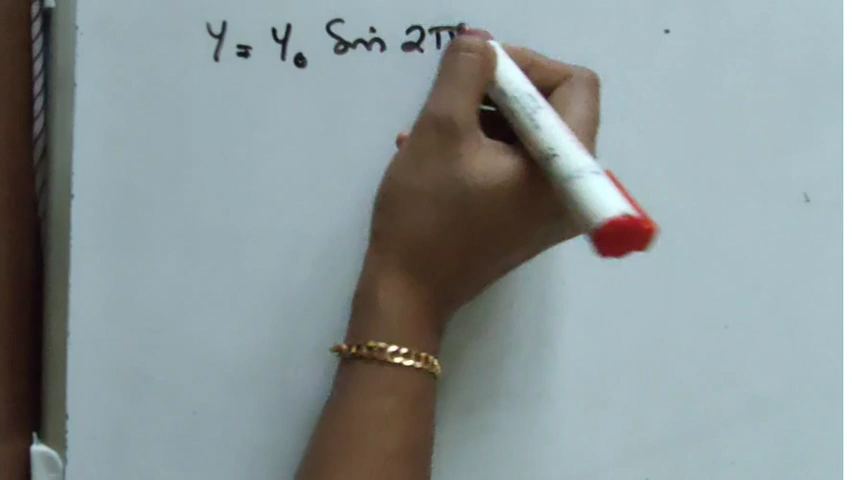 Y = Y₀ Sin 2π